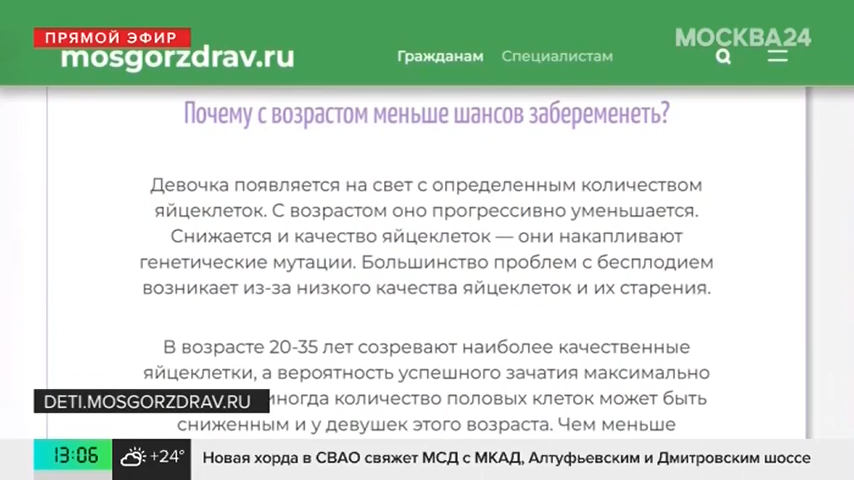 ПРЯМОЙ ЭФИР
МОСКВА24
mosgorzdrav.ru
Гражданам
Специалистам
Почему с возрастом меньше шансов забеременеть?
Девочка появляется на свет с определенным количеством
яйцеклеток. С возрастом оно прогрессивно уменьшается.
Снижается и качество яйцеклеток — они накапливают
генетические мутации. Большинство проблем с бесплодием
возникает из-за низкого качества яйцеклеток и их старения.
В возрасте 20-35 лет созревают наиболее качественные
яйцеклетки, а вероятность успешного зачатия максимально
иногда количество половых клеток может быть
сниженным и у девушек этого возраста. Чем меньше
DETI.MOSGORZDRAV.RU
13:06
+24°
Новая хорда в СВАО свяжет МСД с МКАД, Алтуфьевским и Дмитровским шоссе